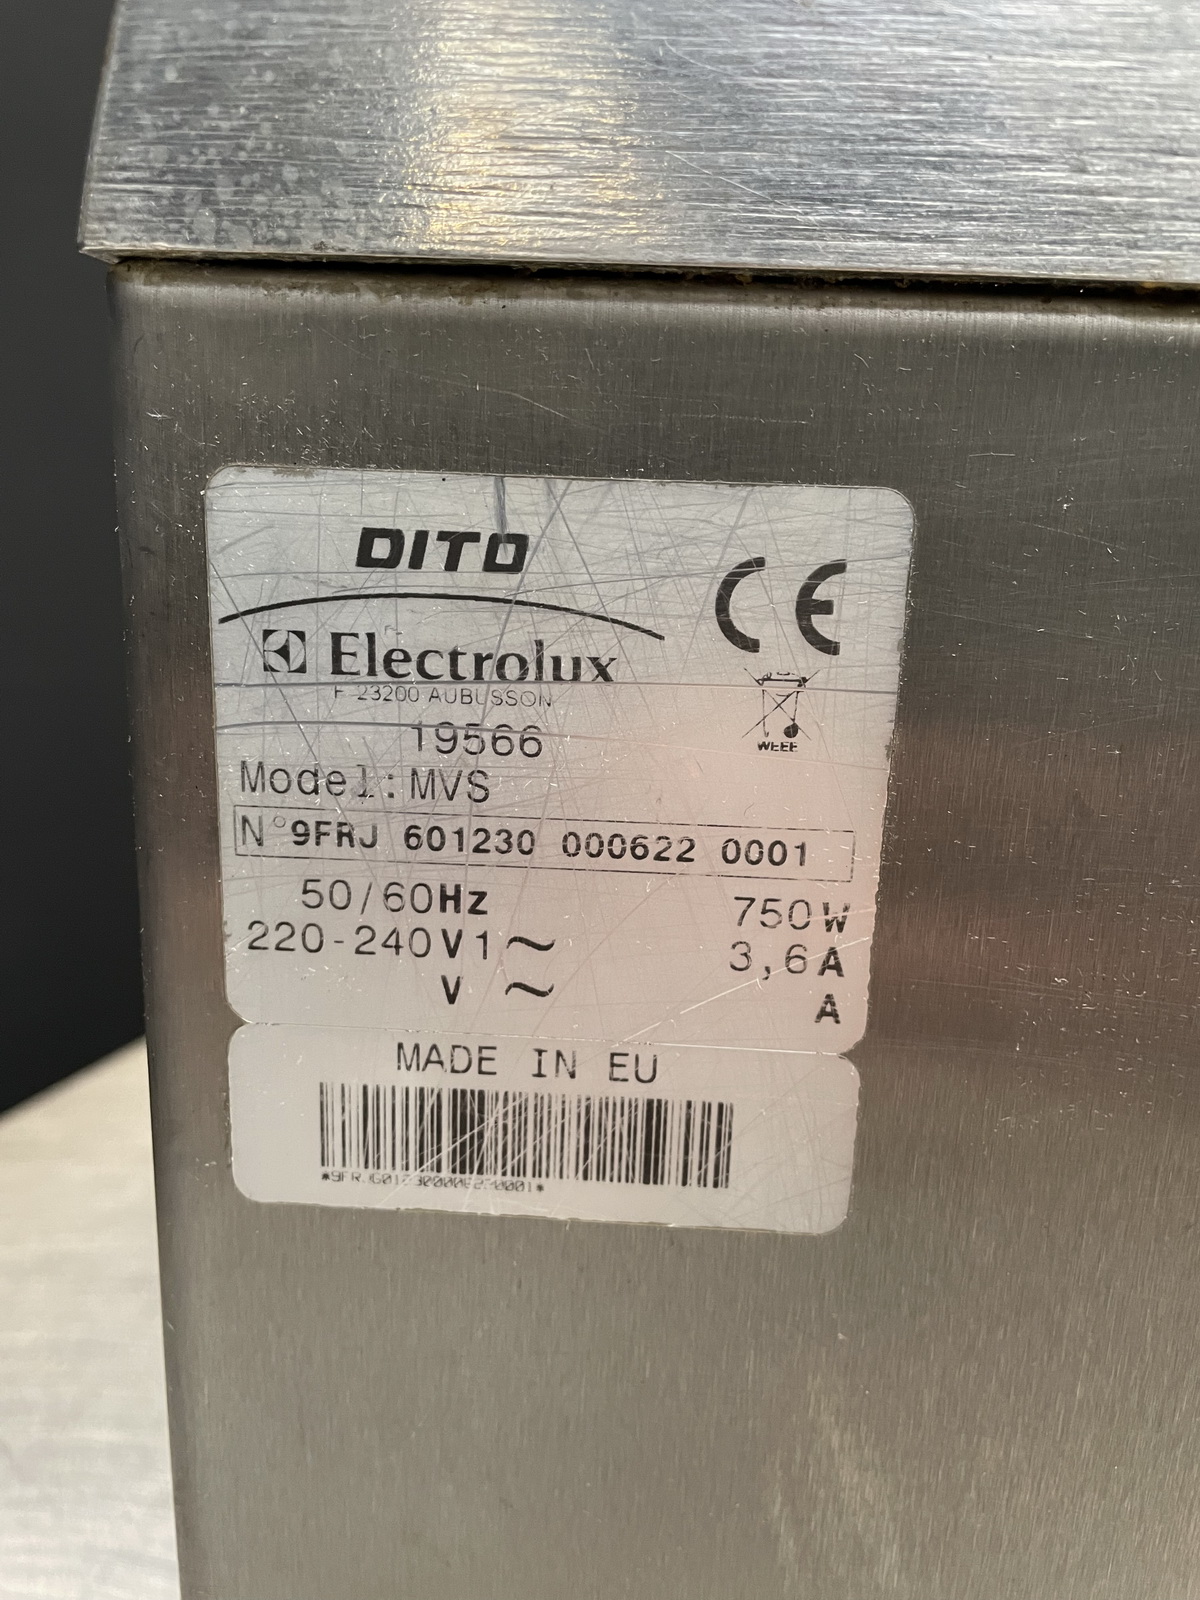 DITO
CE
Electrolux
F 23200 AUBUSSON
WEEE
19566
Model: MVS
N° 9FRJ 601230 000622 0001
50/60Hz 750W
220-240V1~ 3,6A
V ~ A
MADE IN EU
*9FRJ6012300006220001*